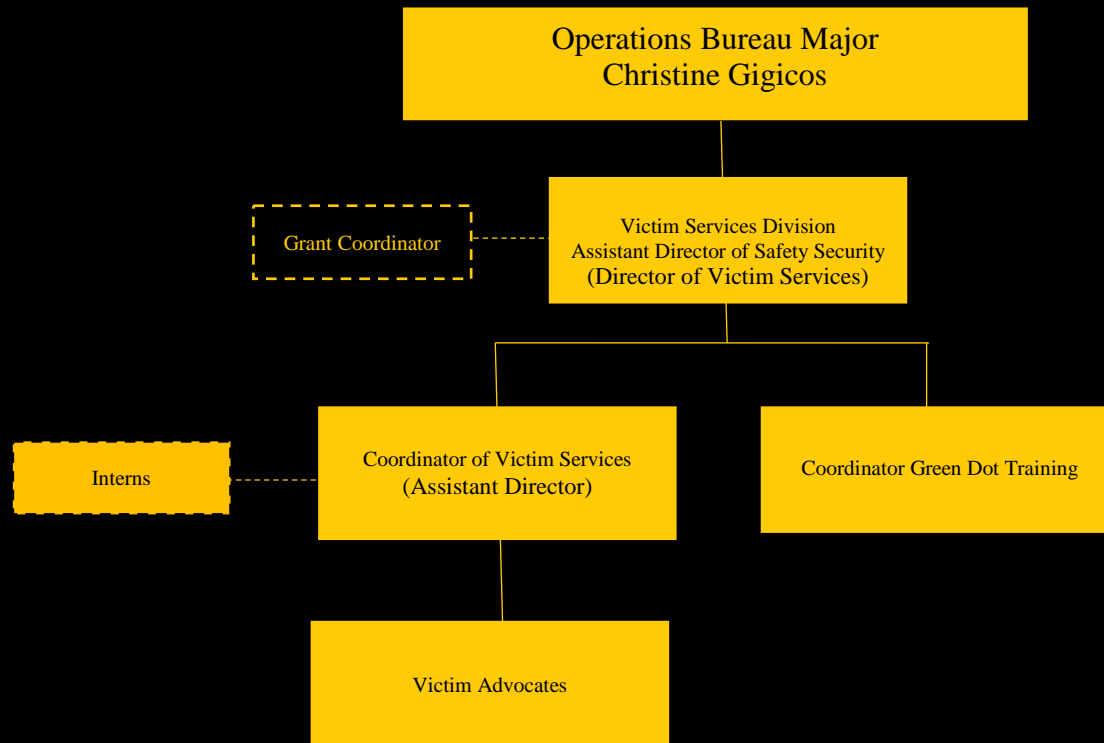 Operations Bureau Major
Christine Gigicos
Grant Coordinator
Victim Services Division
Assistant Director of Safety Security
(Director of Victim Services)
Interns
Coordinator of Victim Services
(Assistant Director)
Coordinator Green Dot Training
Victim Advocates